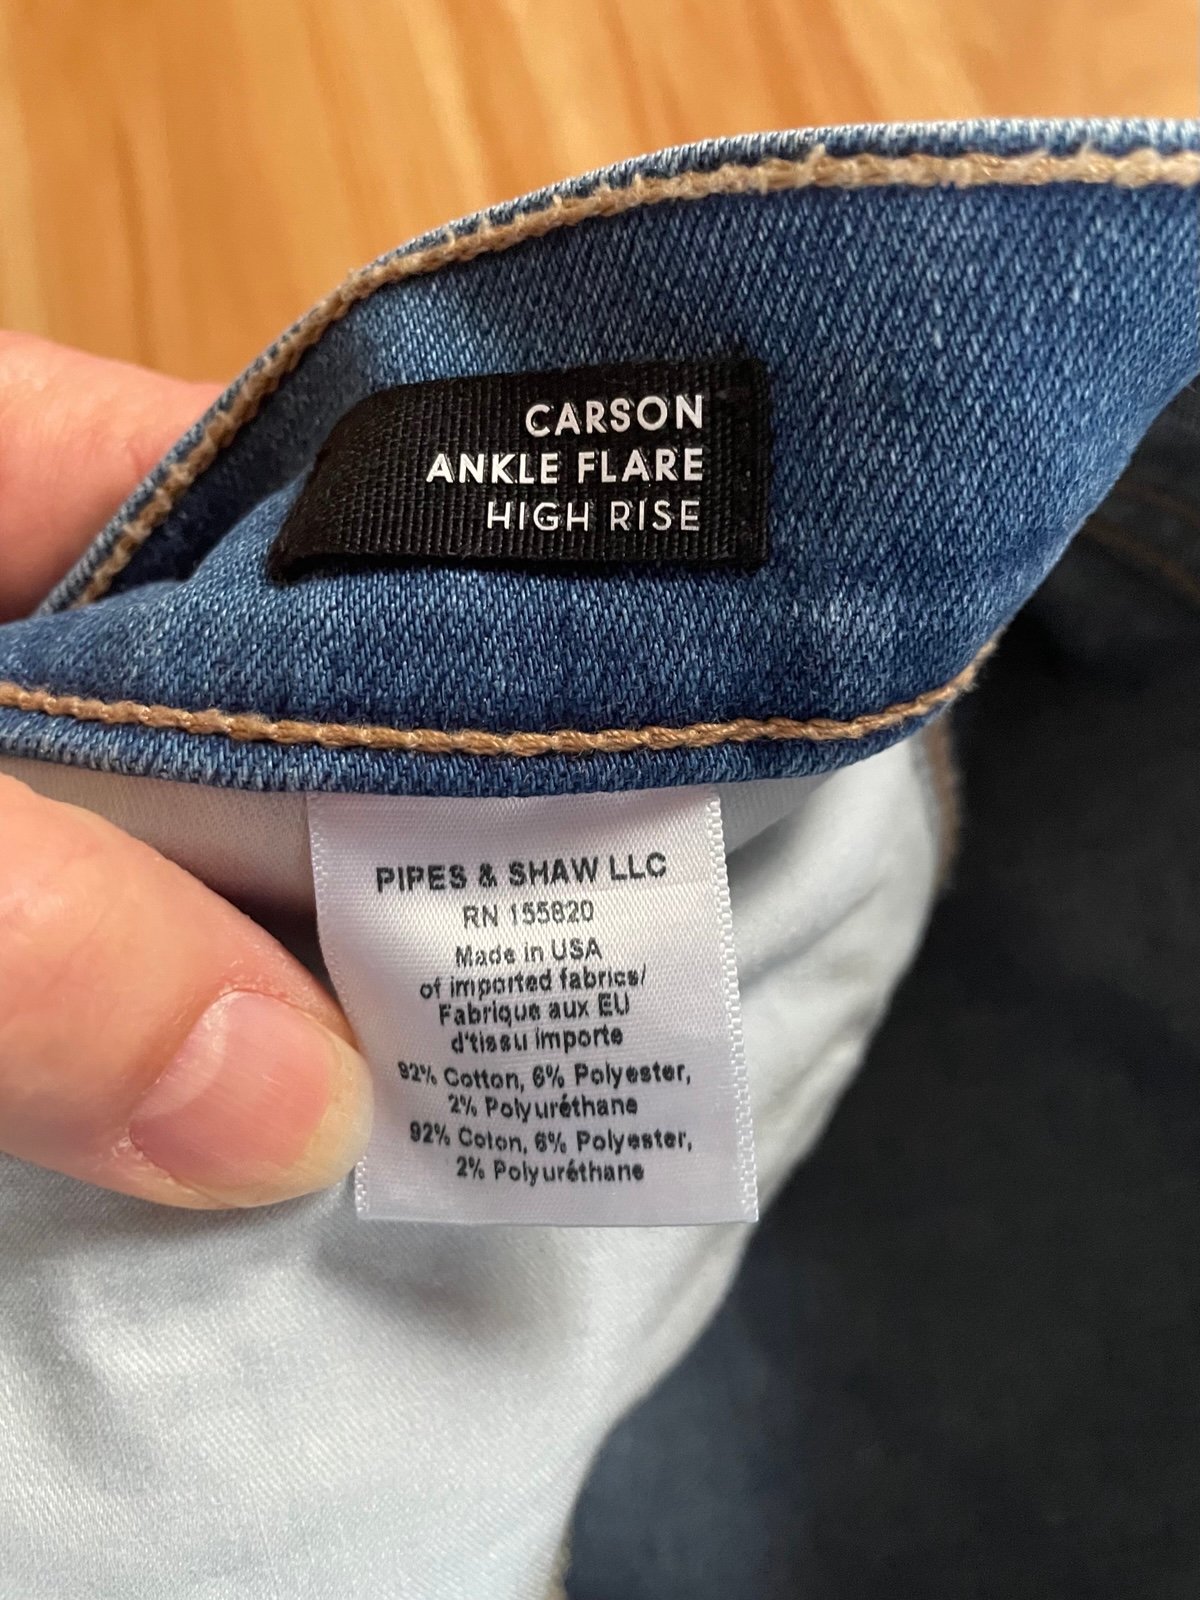 CARSON
ANKLE FLARE
HIGH RISE
PIPES & SHAW LLC
RN 155820
Made in USA
of imported fabrics/
Fabrique aux EU
d'tissu importe
92% Cotton, 6% Polyester,
2% Polyuréthane
92% Coton, 6% Polyester,
2% Polyuréthane